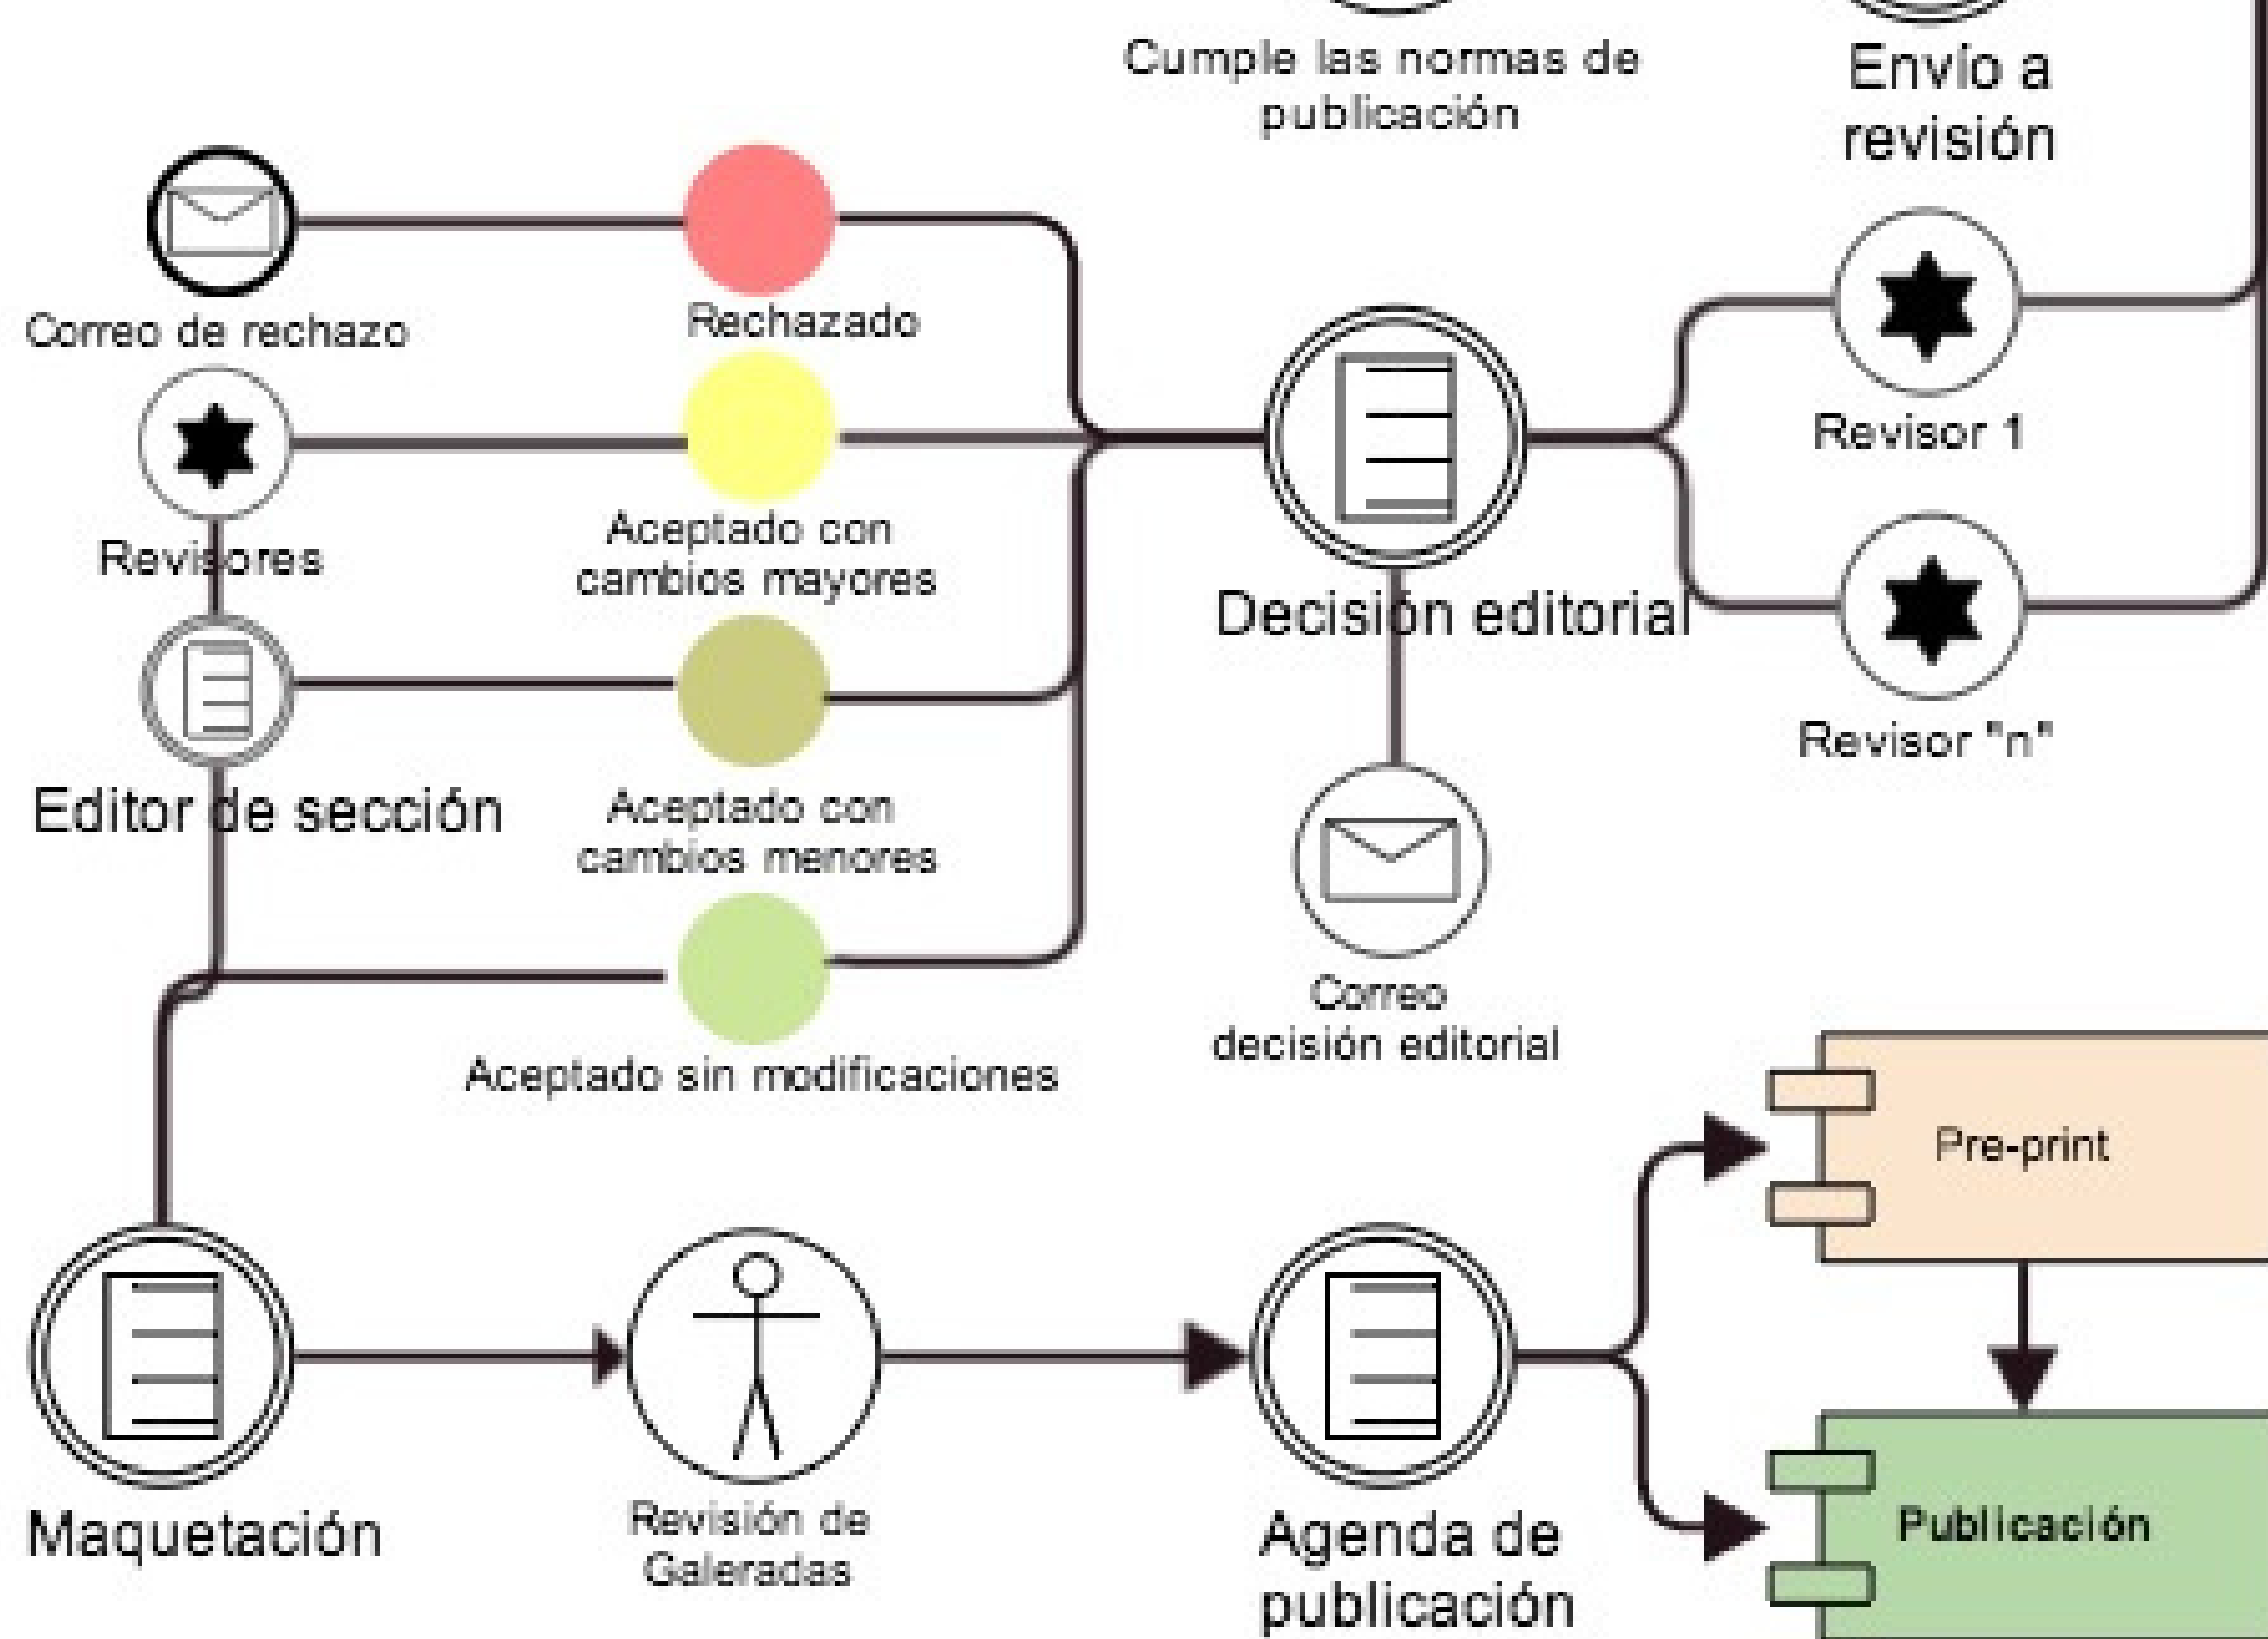 Cumple las normas de
publicación
Envío a
revisión
Correo de rechazo
Rechazado
Revisor 1
Revisores
Aceptado con
cambios mayores
Decisión editorial
Revisor "n"
Editor de sección
Aceptado con
cambios menores
Correo
decisión editorial
Aceptado sin modificaciones
Pre-print
Maquetación
Revisión de
Galeradas
Agenda de
publicación
Publicación